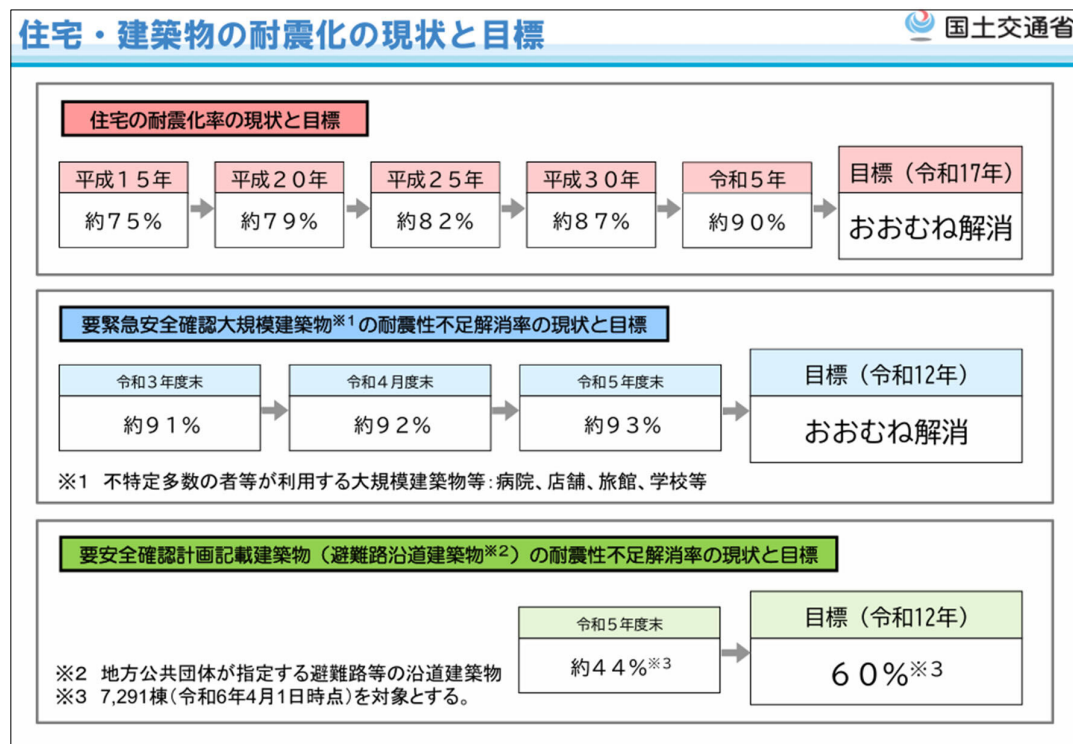 住宅・建築物の耐震化の現状と目標
国土交通省
住宅の耐震化率の現状と目標
平成15年
約75%
平成20年
約79%
平成25年
約82%
平成30年
約87%
令和5年
約90%
目標（令和17年）
おおむね解消
要緊急安全確認大規模建築物※1の耐震性不足解消率の現状と目標
令和3年度末
約91%
令和4月度末
約92%
令和5年度末
約93%
目標（令和12年）
おおむね解消
※1 不特定多数の者等が利用する大規模建築物等：病院、店舗、旅館、学校等
要安全確認計画記載建築物（避難路沿道建築物※2）の耐震性不足解消率の現状と目標
令和5年度末
約44%※3
目標（令和12年）
60%※3
※2 地方公共団体が指定する避難路等の沿道建築物
※3 7,291棟（令和6年4月1日時点）を対象とする。